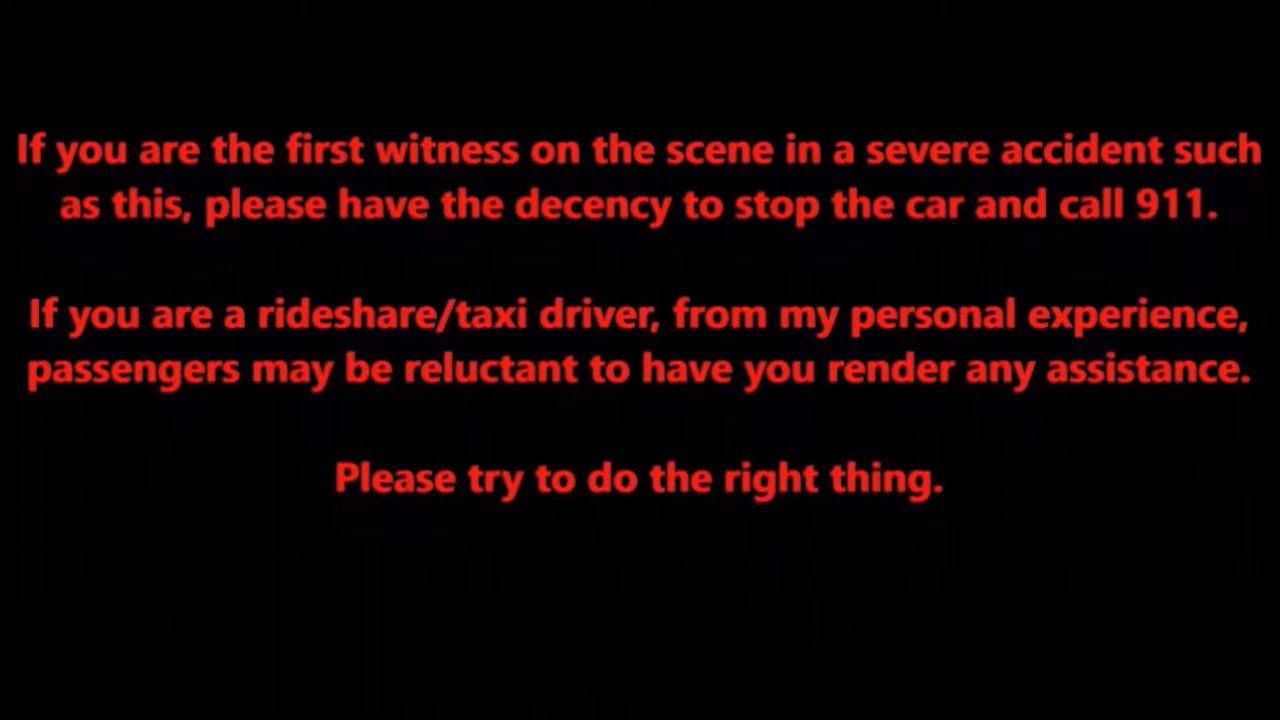 If you are the first witness on the scene in a severe accident such
as this, please have the decency to stop the car and call 911.
If you are a rideshare/taxi driver, from my personal experience,
passengers may be reluctant to have you render any assistance.
Please try to do the right thing.